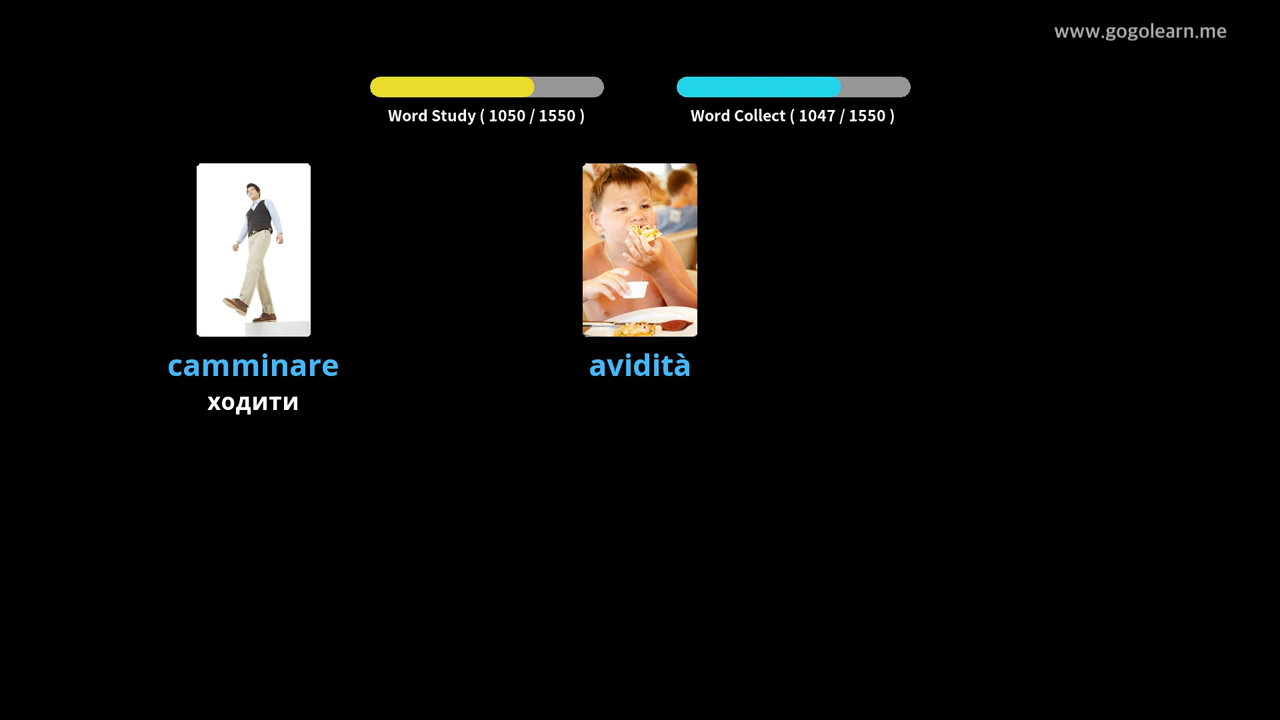 www.gogolearn.me
Word Study ( 1050 / 1550 )
Word Collect ( 1047 / 1550 )
camminare
ходити
avidità